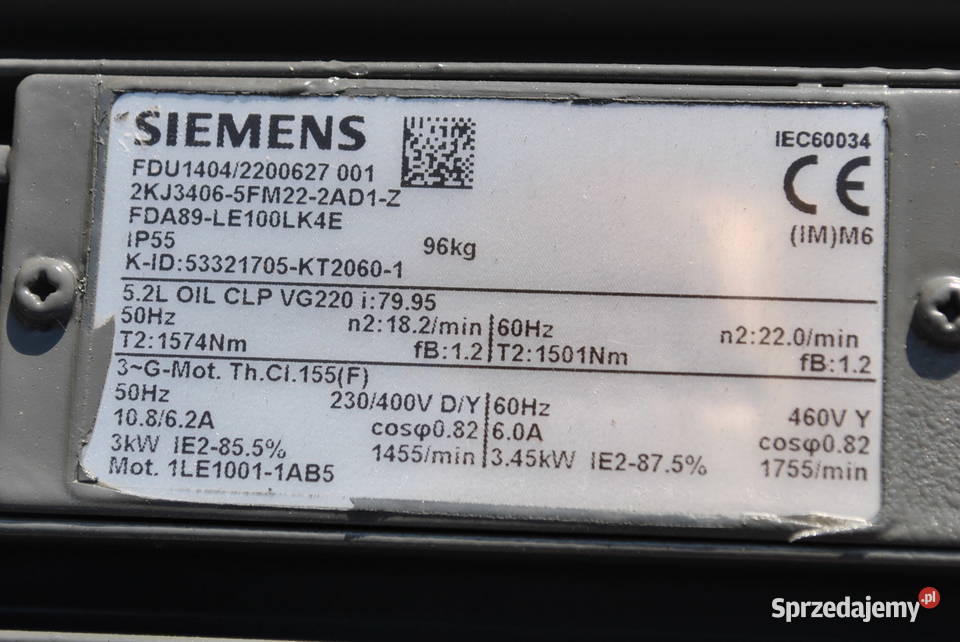 SIEMENS
IEC60034
FDU1404/2200627 001
2KJ3406-5FM22-2AD1-Z
CE
FDA89-LE100LK4E
IP55 96kg (IM)M6
K-ID:53321705-KT2060-1
5.2L OIL CLP VG220 i:79.95
50Hz n2:18.2/min 60Hz n2:22.0/min
T2:1574Nm fB:1.2 T2:1501Nm fB:1.2
3~G-Mot. Th.Cl.155(F)
50Hz 230/400V D/Y 60Hz 460V Y
10.8/6.2A cosφ0.82 6.0A cosφ0.82
3kW IE2-85.5% 1455/min 3.45kW IE2-87.5% 1755/min
Mot. 1LE1001-1AB5
Sprzedajemy.pl